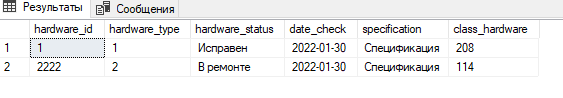 Результаты Сообщения
hardware_id hardware_type hardware_status date_check specification class_hardware
1 1 1 Исправен 2022-01-30 Спецификация 208
2 2222 2 В ремонте 2022-01-30 Спецификация 114